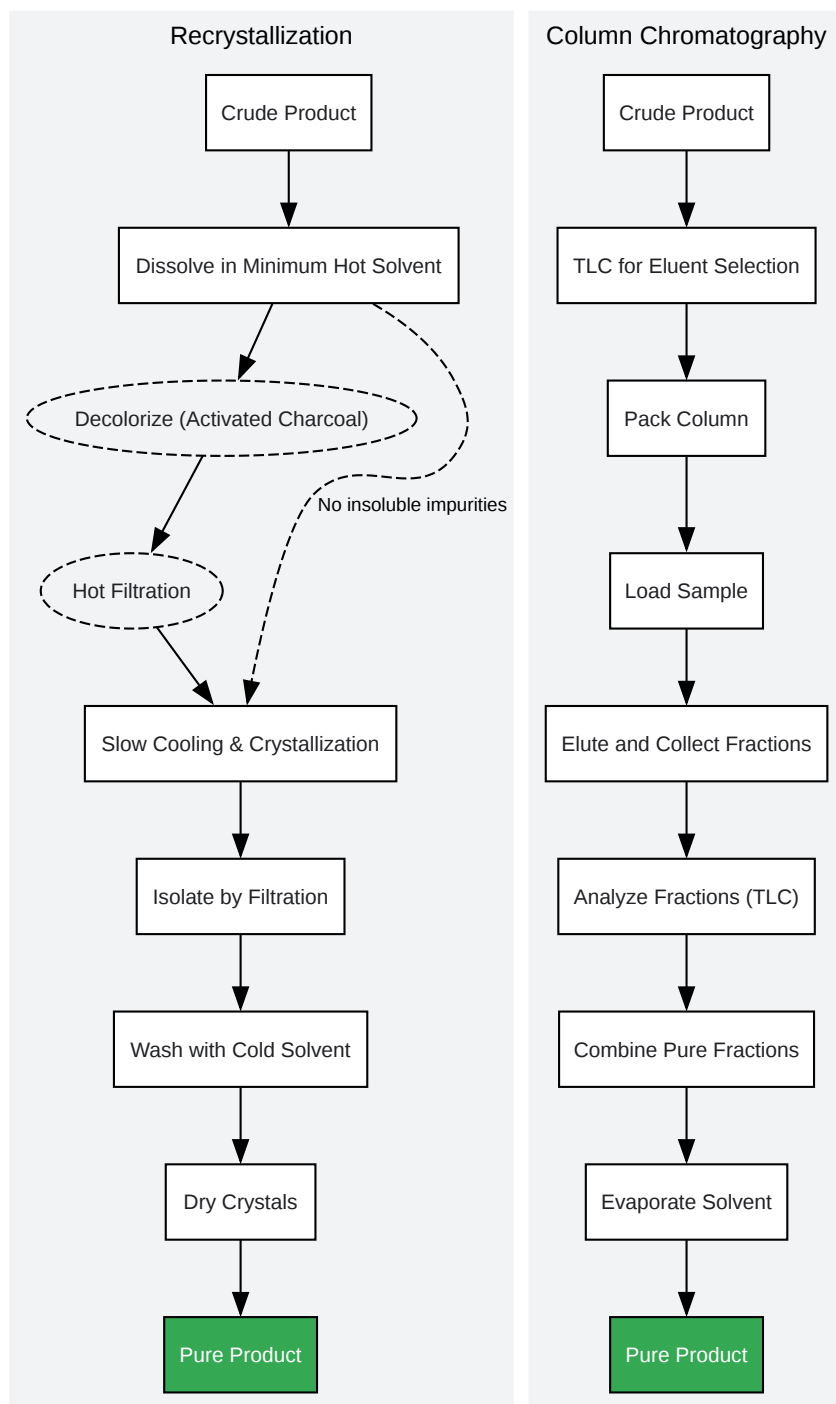 Recrystallization
Crude Product
Dissolve in Minimum Hot Solvent
Decolorize (Activated Charcoal)
No insoluble impurities
Hot Filtration
Slow Cooling & Crystallization
Isolate by Filtration
Wash with Cold Solvent
Dry Crystals
Pure Product
Column Chromatography
Crude Product
TLC for Eluent Selection
Pack Column
Load Sample
Elute and Collect Fractions
Analyze Fractions (TLC)
Combine Pure Fractions
Evaporate Solvent
Pure Product